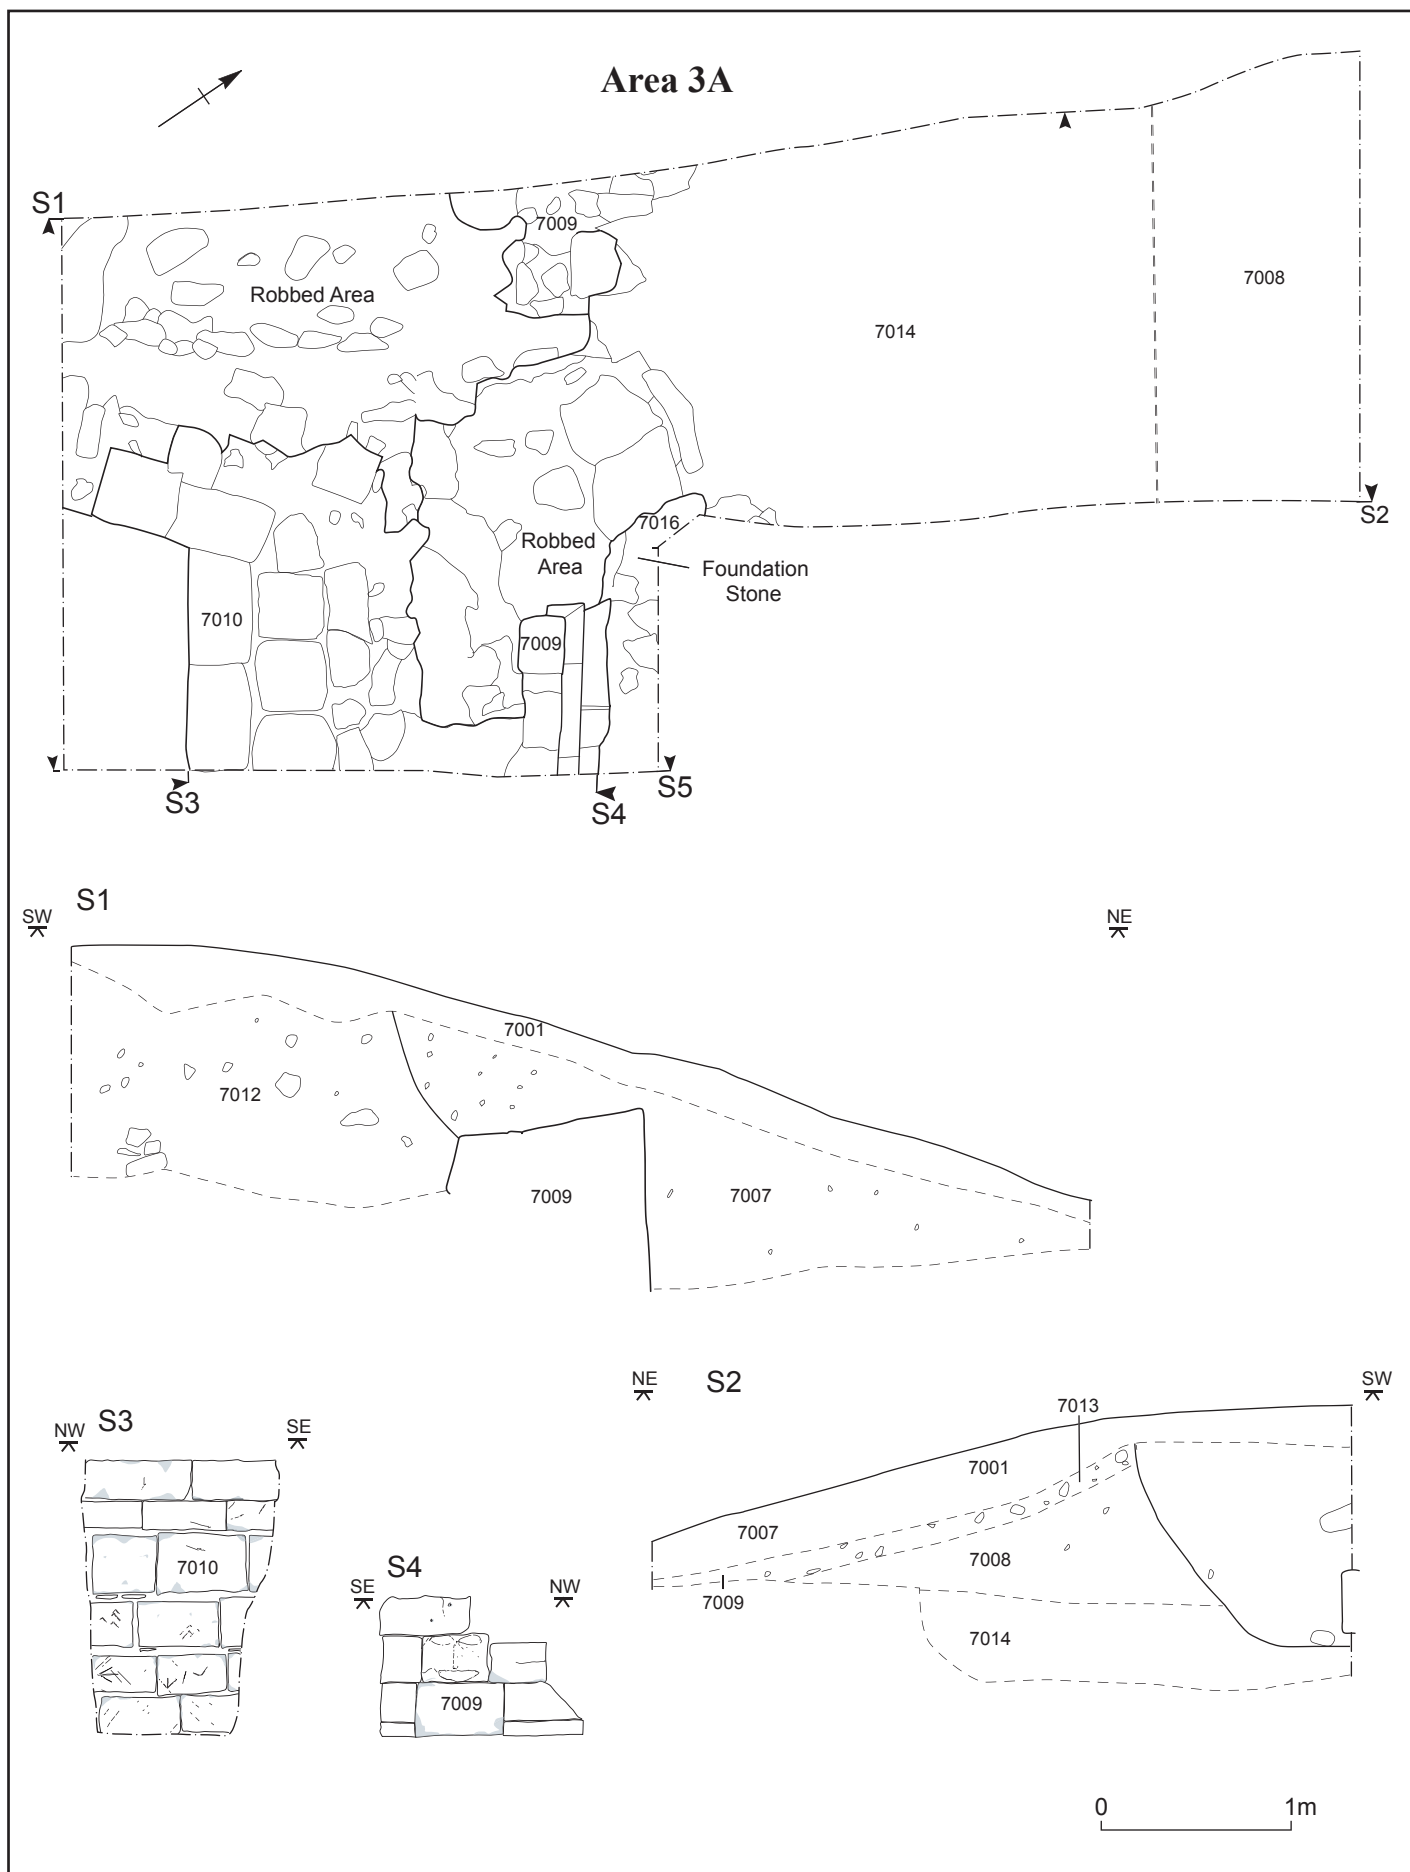 Area 3A
S1
7009
7008
Robbed Area
7014
7016
S2
Robbed
Area
Foundation
Stone
7010
7009
S3
S4
S5
S1
SW
NE
7001
7012
7009
7007
S3
NW
SE
7010
S4
SE
NW
7009
NE
S2
SW
7013
7001
7007
7008
7009
7014
0
1m